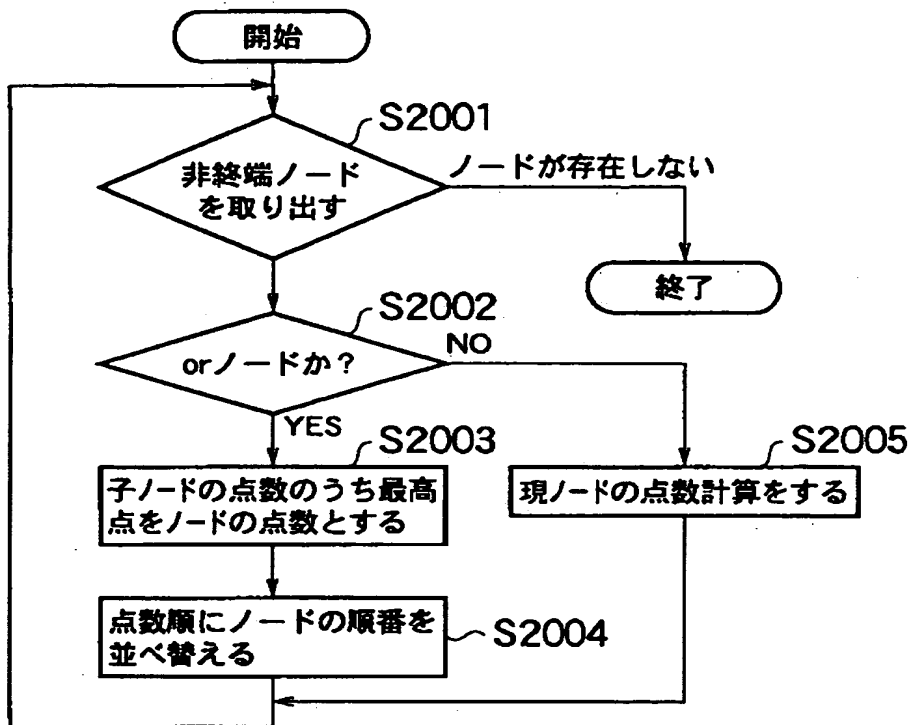 開始
S2001
非終端ノード
を取り出す
ノードが存在しない
終了
S2002
orノードか?
NO
YES
S2003
子ノードの点数のうち最高
点をノードの点数とする
S2005
現ノードの点数計算をする
点数順にノードの順番を
並べ替える
S2004